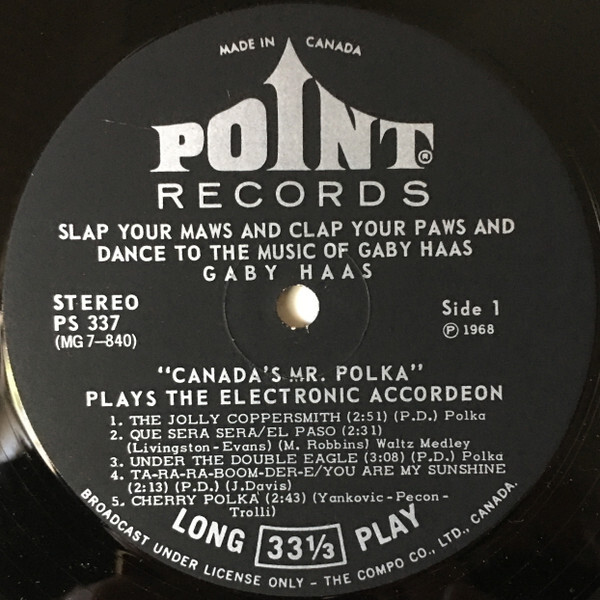 MADE IN CANADA
POINT®
RECORDS
SLAP YOUR MAWS AND CLAP YOUR PAWS AND
DANCE TO THE MUSIC OF GABY HAAS
GABY HAAS
STEREO
PS 337
(MG 7–840)
Side 1
Ⓟ 1968
"CANADA'S MR. POLKA"
PLAYS THE ELECTRONIC ACCORDEON
1. THE JOLLY COPPERSMITH (2:51) (P.D.) Polka
2. QUE SERA SERA/EL PASO (2:31)
(Livingston-Evans) (M. Robbins) Waltz Medley
3. UNDER THE DOUBLE EAGLE (3:08) (P.D.) Polka
4. TA-RA-RA-BOOM-DER-E/YOU ARE MY SUNSHINE
(2:13) (P.D.) (J.Davis)
5. CHERRY POLKA (2:43) (Yankovic-Pecon-
Trolli)
LONG 33⅓ PLAY
BROADCAST UNDER LICENSE ONLY – THE COMPO CO., LTD., CANADA.